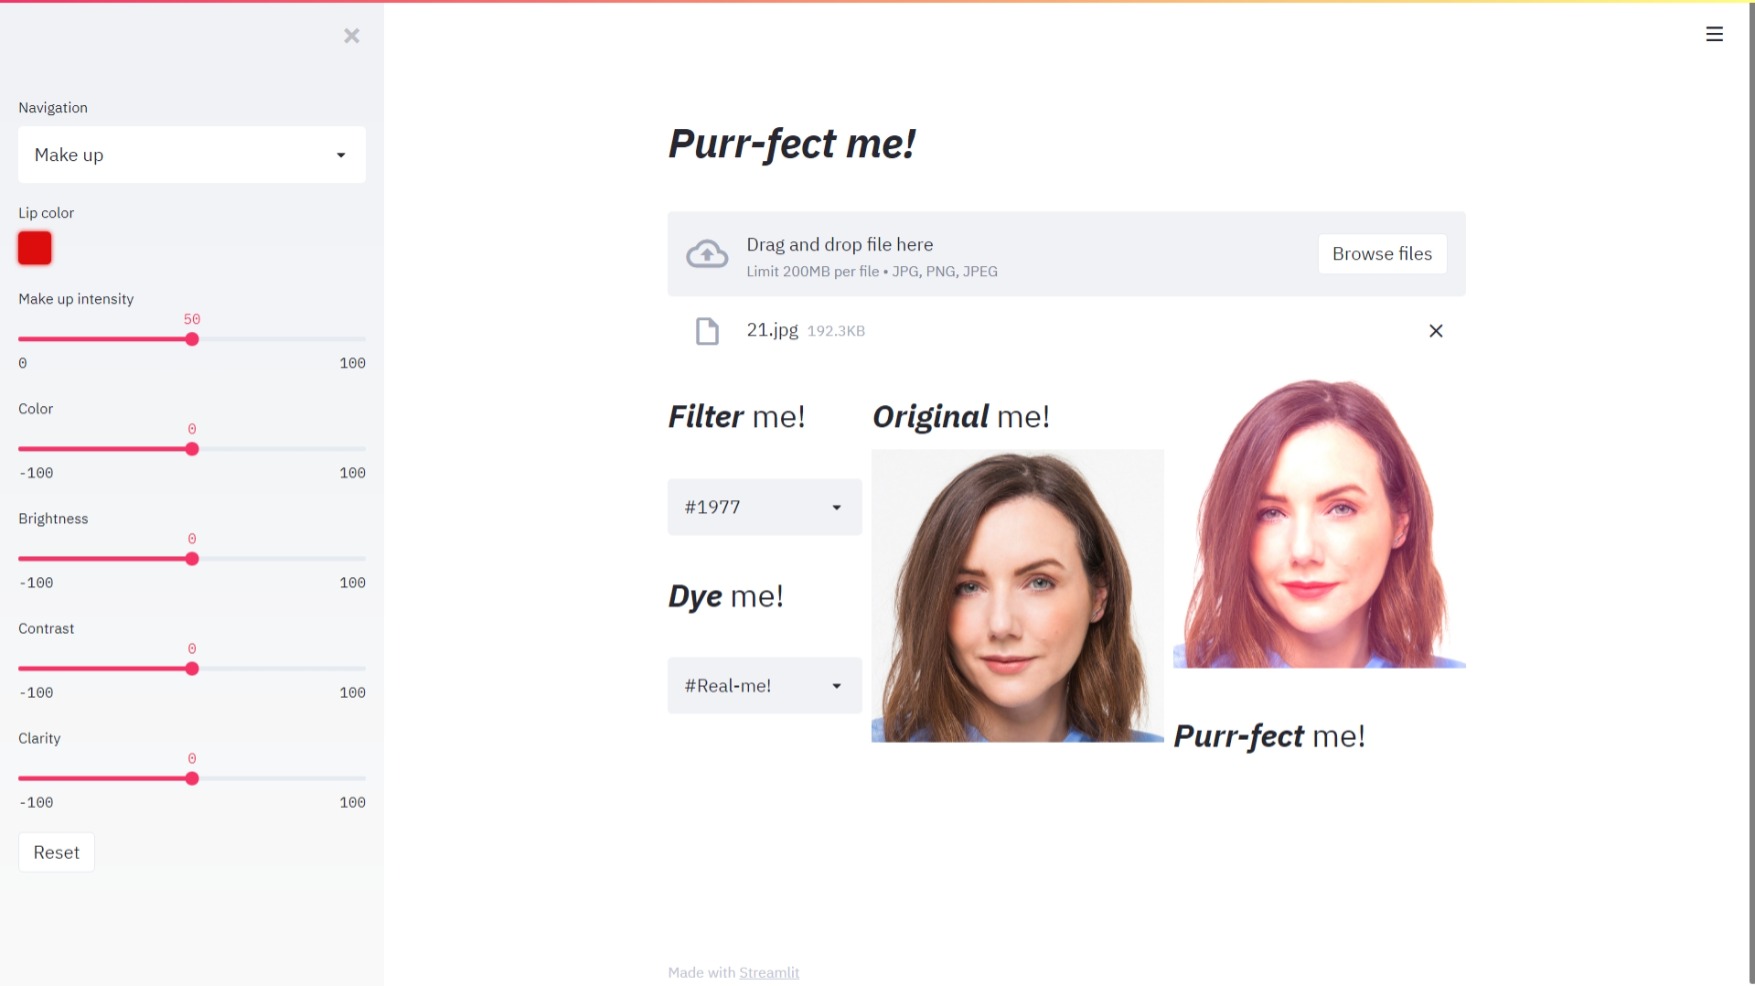 Navigation
Make up
Lip color
Make up intensity
50
0 100
Color
0
-100 100
Brightness
0
-100 100
Contrast
0
-100 100
Clarity
0
-100 100
Reset
Purr-fect me!
Drag and drop file here
Limit 200MB per file • JPG, PNG, JPEG
Browse files
21.jpg 192.3KB
Filter me!
#1977
Dye me!
#Real-me!
Original me!
Purr-fect me!
Made with Streamlit